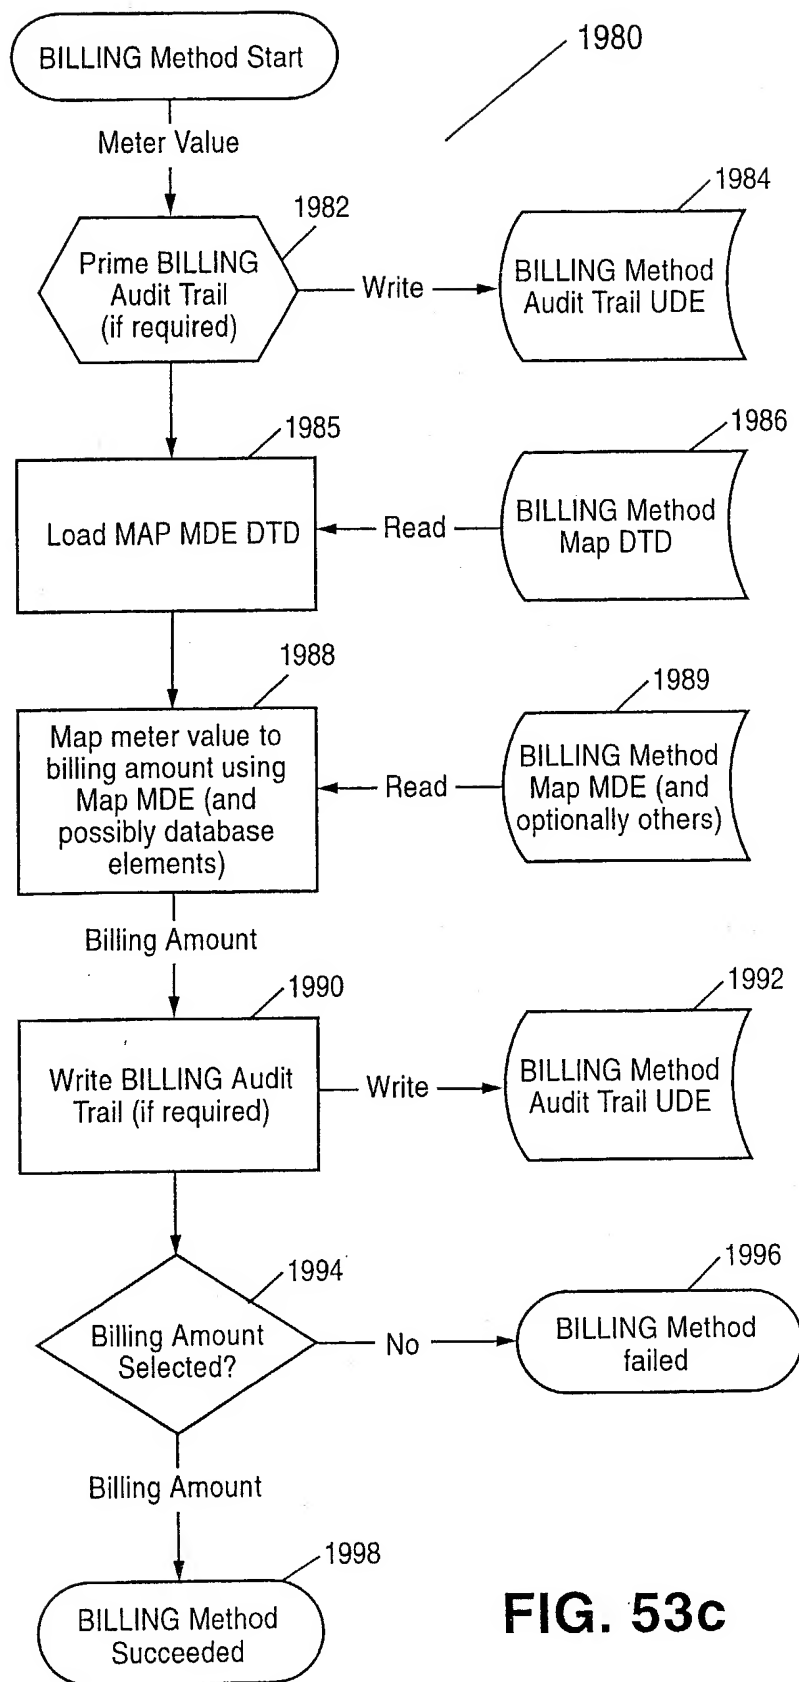 BILLING Method Start
1980
Meter Value
1982
1984
Prime BILLING
Audit Trail
(if required)
Write
BILLING Method
Audit Trail UDE
1985
1986
Load MAP MDE DTD
Read
BILLING Method
Map DTD
1988
1989
Map meter value to
billing amount using
Map MDE (and
possibly database
elements)
Read
BILLING Method
Map MDE (and
optionally others)
Billing Amount
1990
1992
Write BILLING Audit
Trail (if required)
Write
BILLING Method
Audit Trail UDE
1994
1996
Billing Amount
Selected?
No
BILLING Method
failed
Billing Amount
1998
BILLING Method
Succeeded
FIG. 53c